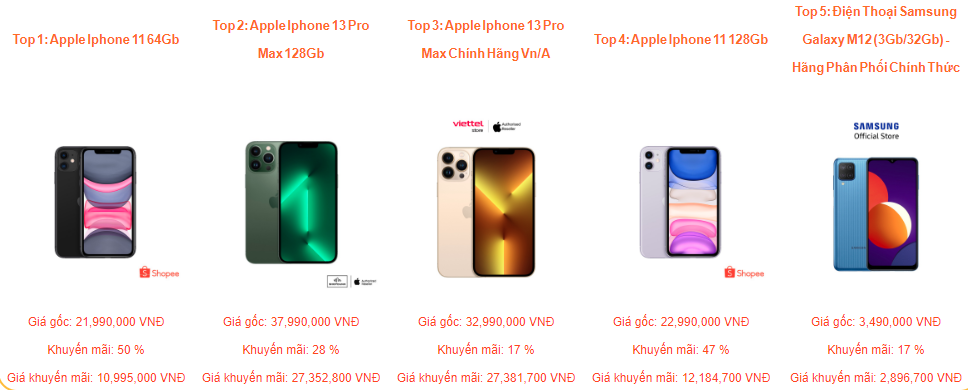 Top 1: Apple Iphone 11 64Gb
Top 2: Apple Iphone 13 Pro
Max 128Gb
Top 3: Apple Iphone 13 Pro
Max Chính Hãng Vn/A
Top 4: Apple Iphone 11 128Gb
Top 5: Điện Thoại Samsung
Galaxy M12 (3Gb/32Gb) -
Hãng Phân Phối Chính Thức
Shopee
viettel
store
Authorised
Reseller
Shopee
SAMSUNG
Official Store
Giá gốc: 21,990,000 VNĐ
Khuyến mãi: 50 %
Giá khuyến mãi: 10,995,000 VNĐ
Giá gốc: 37,990,000 VNĐ
Khuyến mãi: 28 %
Giá khuyến mãi: 27,352,800 VNĐ
Giá gốc: 32,990,000 VNĐ
Khuyến mãi: 17 %
Giá khuyến mãi: 27,381,700 VNĐ
Giá gốc: 22,990,000 VNĐ
Khuyến mãi: 47 %
Giá khuyến mãi: 12,184,700 VNĐ
Giá gốc: 3,490,000 VNĐ
Khuyến mãi: 17 %
Giá khuyến mãi: 2,896,700 VNĐ